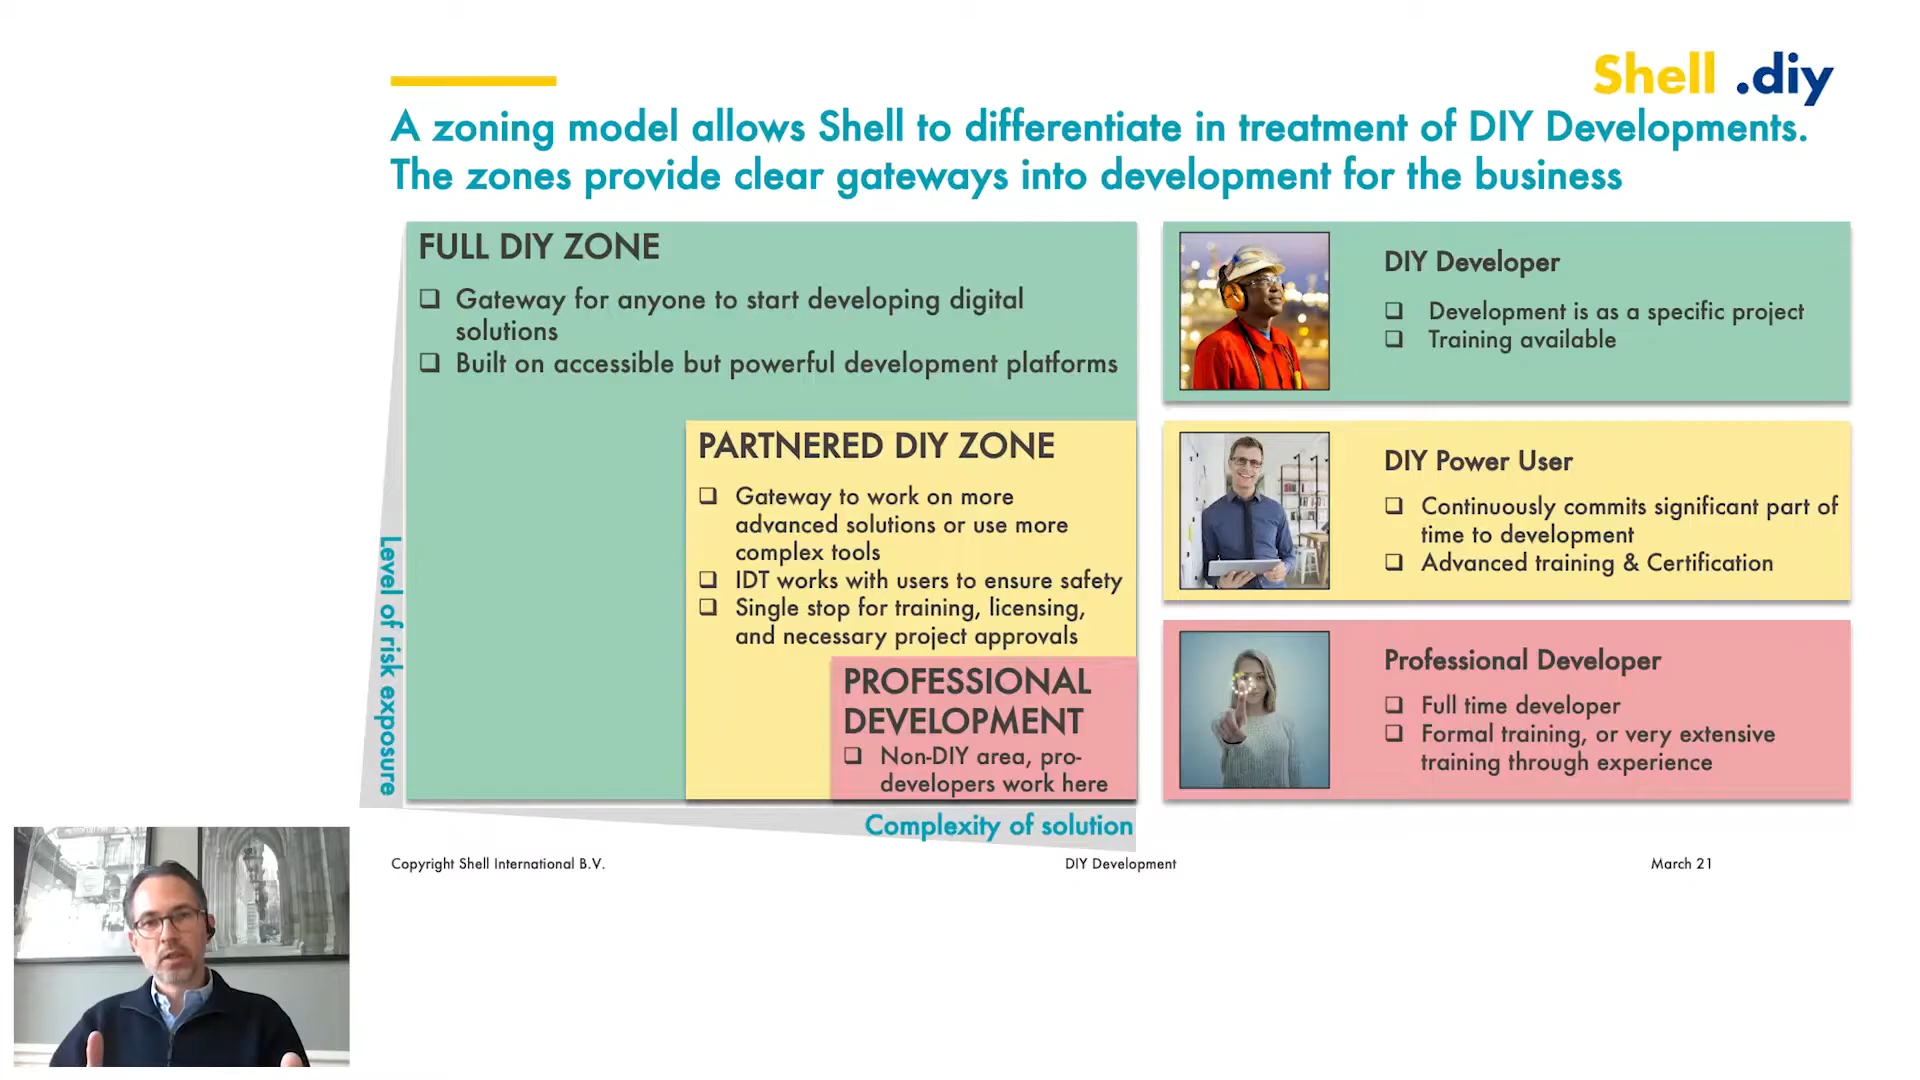 Shell .diy
A zoning model allows Shell to differentiate in treatment of DIY Developments.
The zones provide clear gateways into development for the business
FULL DIY ZONE
Gateway for anyone to start developing digital
solutions
Built on accessible but powerful development platforms
PARTNERED DIY ZONE
Gateway to work on more
advanced solutions or use more
complex tools
IDT works with users to ensure safety
Single stop for training, licensing,
and necessary project approvals
PROFESSIONAL
DEVELOPMENT
Non-DIY area, pro-
developers work here
Level of risk exposure
Complexity of solution
DIY Developer
Development is as a specific project
Training available
DIY Power User
Continuously commits significant part of
time to development
Advanced training & Certification
Professional Developer
Full time developer
Formal training, or very extensive
training through experience
Copyright Shell International B.V.
DIY Development
March 21